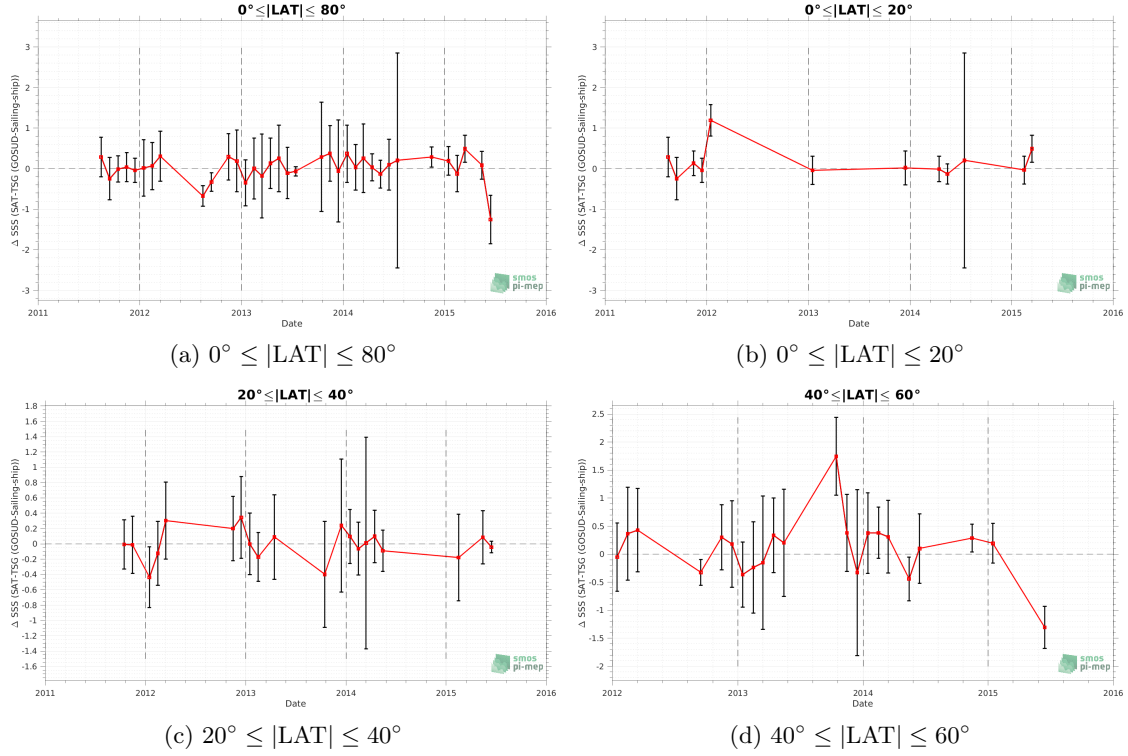 0°≤|LAT|≤ 80°
3
2
1
0
-1
-2
-3
Δ SSS (SAT-TSG (GOSUD-Sailing-ship))
2011 2012 2013 2014 2015 2016
Date
smos
pi-mep
(a) 0° ≤ |LAT| ≤ 80°
0°≤|LAT|≤ 20°
3
2
1
0
-1
-2
-3
Δ SSS (SAT-TSG (GOSUD-Sailing-ship))
2011 2012 2013 2014 2015 2016
Date
smos
pi-mep
(b) 0° ≤ |LAT| ≤ 20°
20°≤|LAT|≤ 40°
1.8
1.6
1.4
1.2
1
0.8
0.6
0.4
0.2
0
-0.2
-0.4
-0.6
-0.8
-1
-1.2
-1.4
-1.6
Δ SSS (SAT-TSG (GOSUD-Sailing-ship))
2011 2012 2013 2014 2015 2016
Date
smos
pi-mep
(c) 20° ≤ |LAT| ≤ 40°
40°≤|LAT|≤ 60°
2.5
2
1.5
1
0.5
0
-0.5
-1
-1.5
-2
Δ SSS (SAT-TSG (GOSUD-Sailing-ship))
2012 2013 2014 2015 2016
Date
smos
pi-mep
(d) 40° ≤ |LAT| ≤ 60°